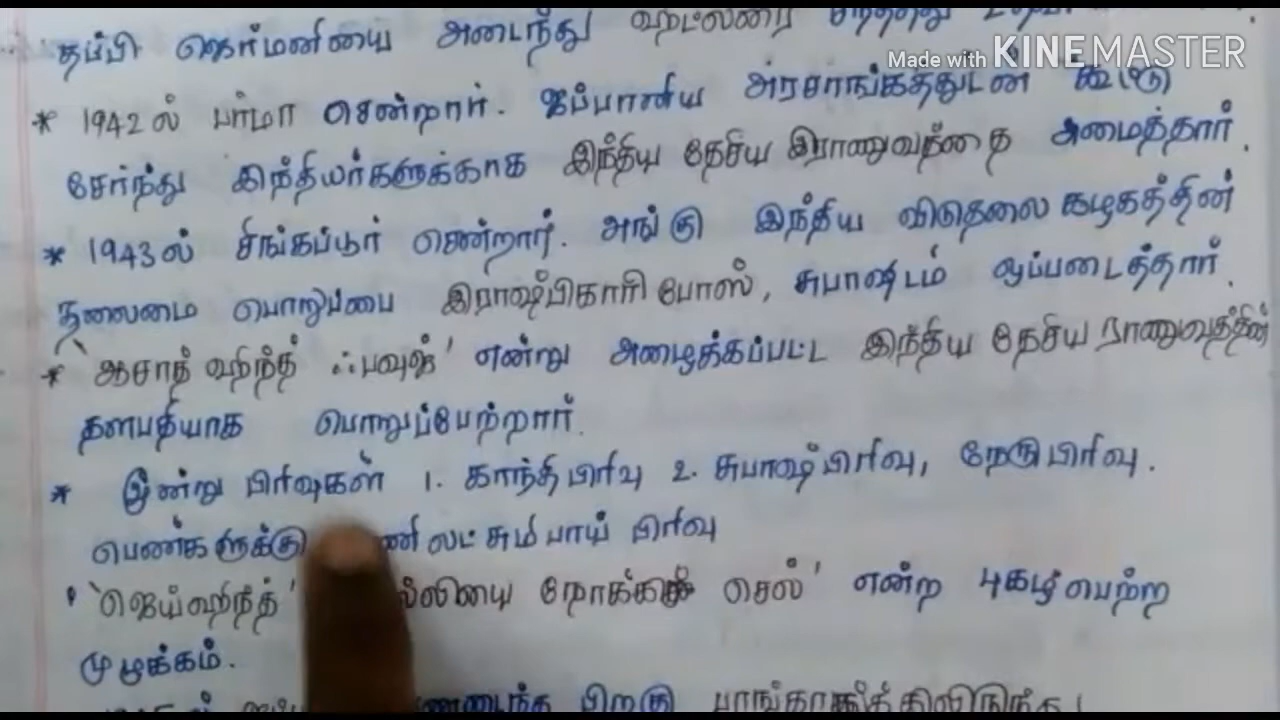 தப்பி ஜெர்மனியை அடைந்து ஹிட்லரை சந்தித்து
Made with KINEMASTER
* 1942ல் பர்மா சென்றார். ஜப்பானிய அரசாங்கத்துடன் கூட்டு
சேர்ந்து இந்தியர்களுக்காக இந்திய தேசிய இராணுவத்தை அமைத்தார்.
* 1943ல் சிங்கப்பூர் சென்றார். அங்கு இந்திய விடுதலை கழகத்தின்
தலைமை பொறுப்பை இராஷ்பிகாரி போஸ், சுபாஷிடம் ஒப்படைத்தார்.
* 'ஆசாத் ஹிந்த் ஃபவுஜ்' என்று அழைக்கப்பட்ட இந்திய தேசிய ராணுவத்தின்
தளபதியாக பொறுப்பேற்றார்.
* மூன்று பிரிவுகள் 1. காந்தி பிரிவு 2. சுபாஷ் பிரிவு, நேரு பிரிவு.
பெண்களுக்கு லட்சுமிபாய் பிரிவு
* 'ஜெய்ஹிந்த்' செல்' என்ற புகழ் பெற்ற
முழக்கம்.
பிறகு